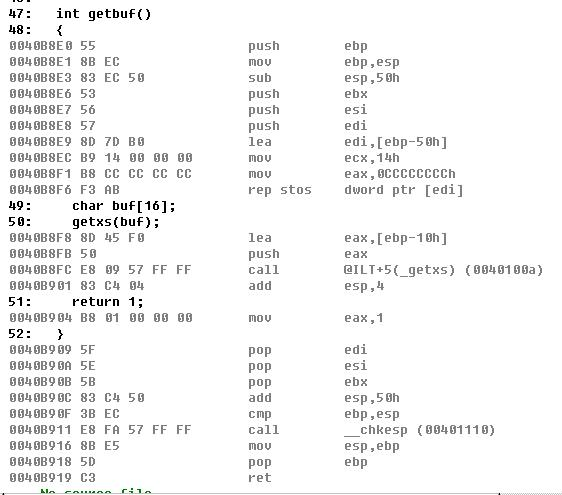 47: int getbuf()
48: {
0040B8E0 55 push ebp
0040B8E1 8B EC mov ebp,esp
0040B8E3 83 EC 50 sub esp,50h
0040B8E6 53 push ebx
0040B8E7 56 push esi
0040B8E8 57 push edi
0040B8E9 8D 7D B0 lea edi,[ebp-50h]
0040B8EC B9 14 00 00 00 mov ecx,14h
0040B8F1 B8 CC CC CC CC mov eax,0CCCCCCCCh
0040B8F6 F3 AB rep stos dword ptr [edi]
49: char buf[16];
50: getxs(buf);
0040B8F8 8D 45 F0 lea eax,[ebp-10h]
0040B8FB 50 push eax
0040B8FC E8 09 57 FF FF call @ILT+5(_getxs) (0040100a)
0040B901 83 C4 04 add esp,4
51: return 1;
0040B904 B8 01 00 00 00 mov eax,1
52: }
0040B909 5F pop edi
0040B90A 5E pop esi
0040B90B 5B pop ebx
0040B90C 83 C4 50 add esp,50h
0040B90F 3B EC cmp ebp,esp
0040B911 E8 FA 57 FF FF call __chkesp (00401110)
0040B916 8B E5 mov esp,ebp
0040B918 5D pop ebp
0040B919 C3 ret
No source file